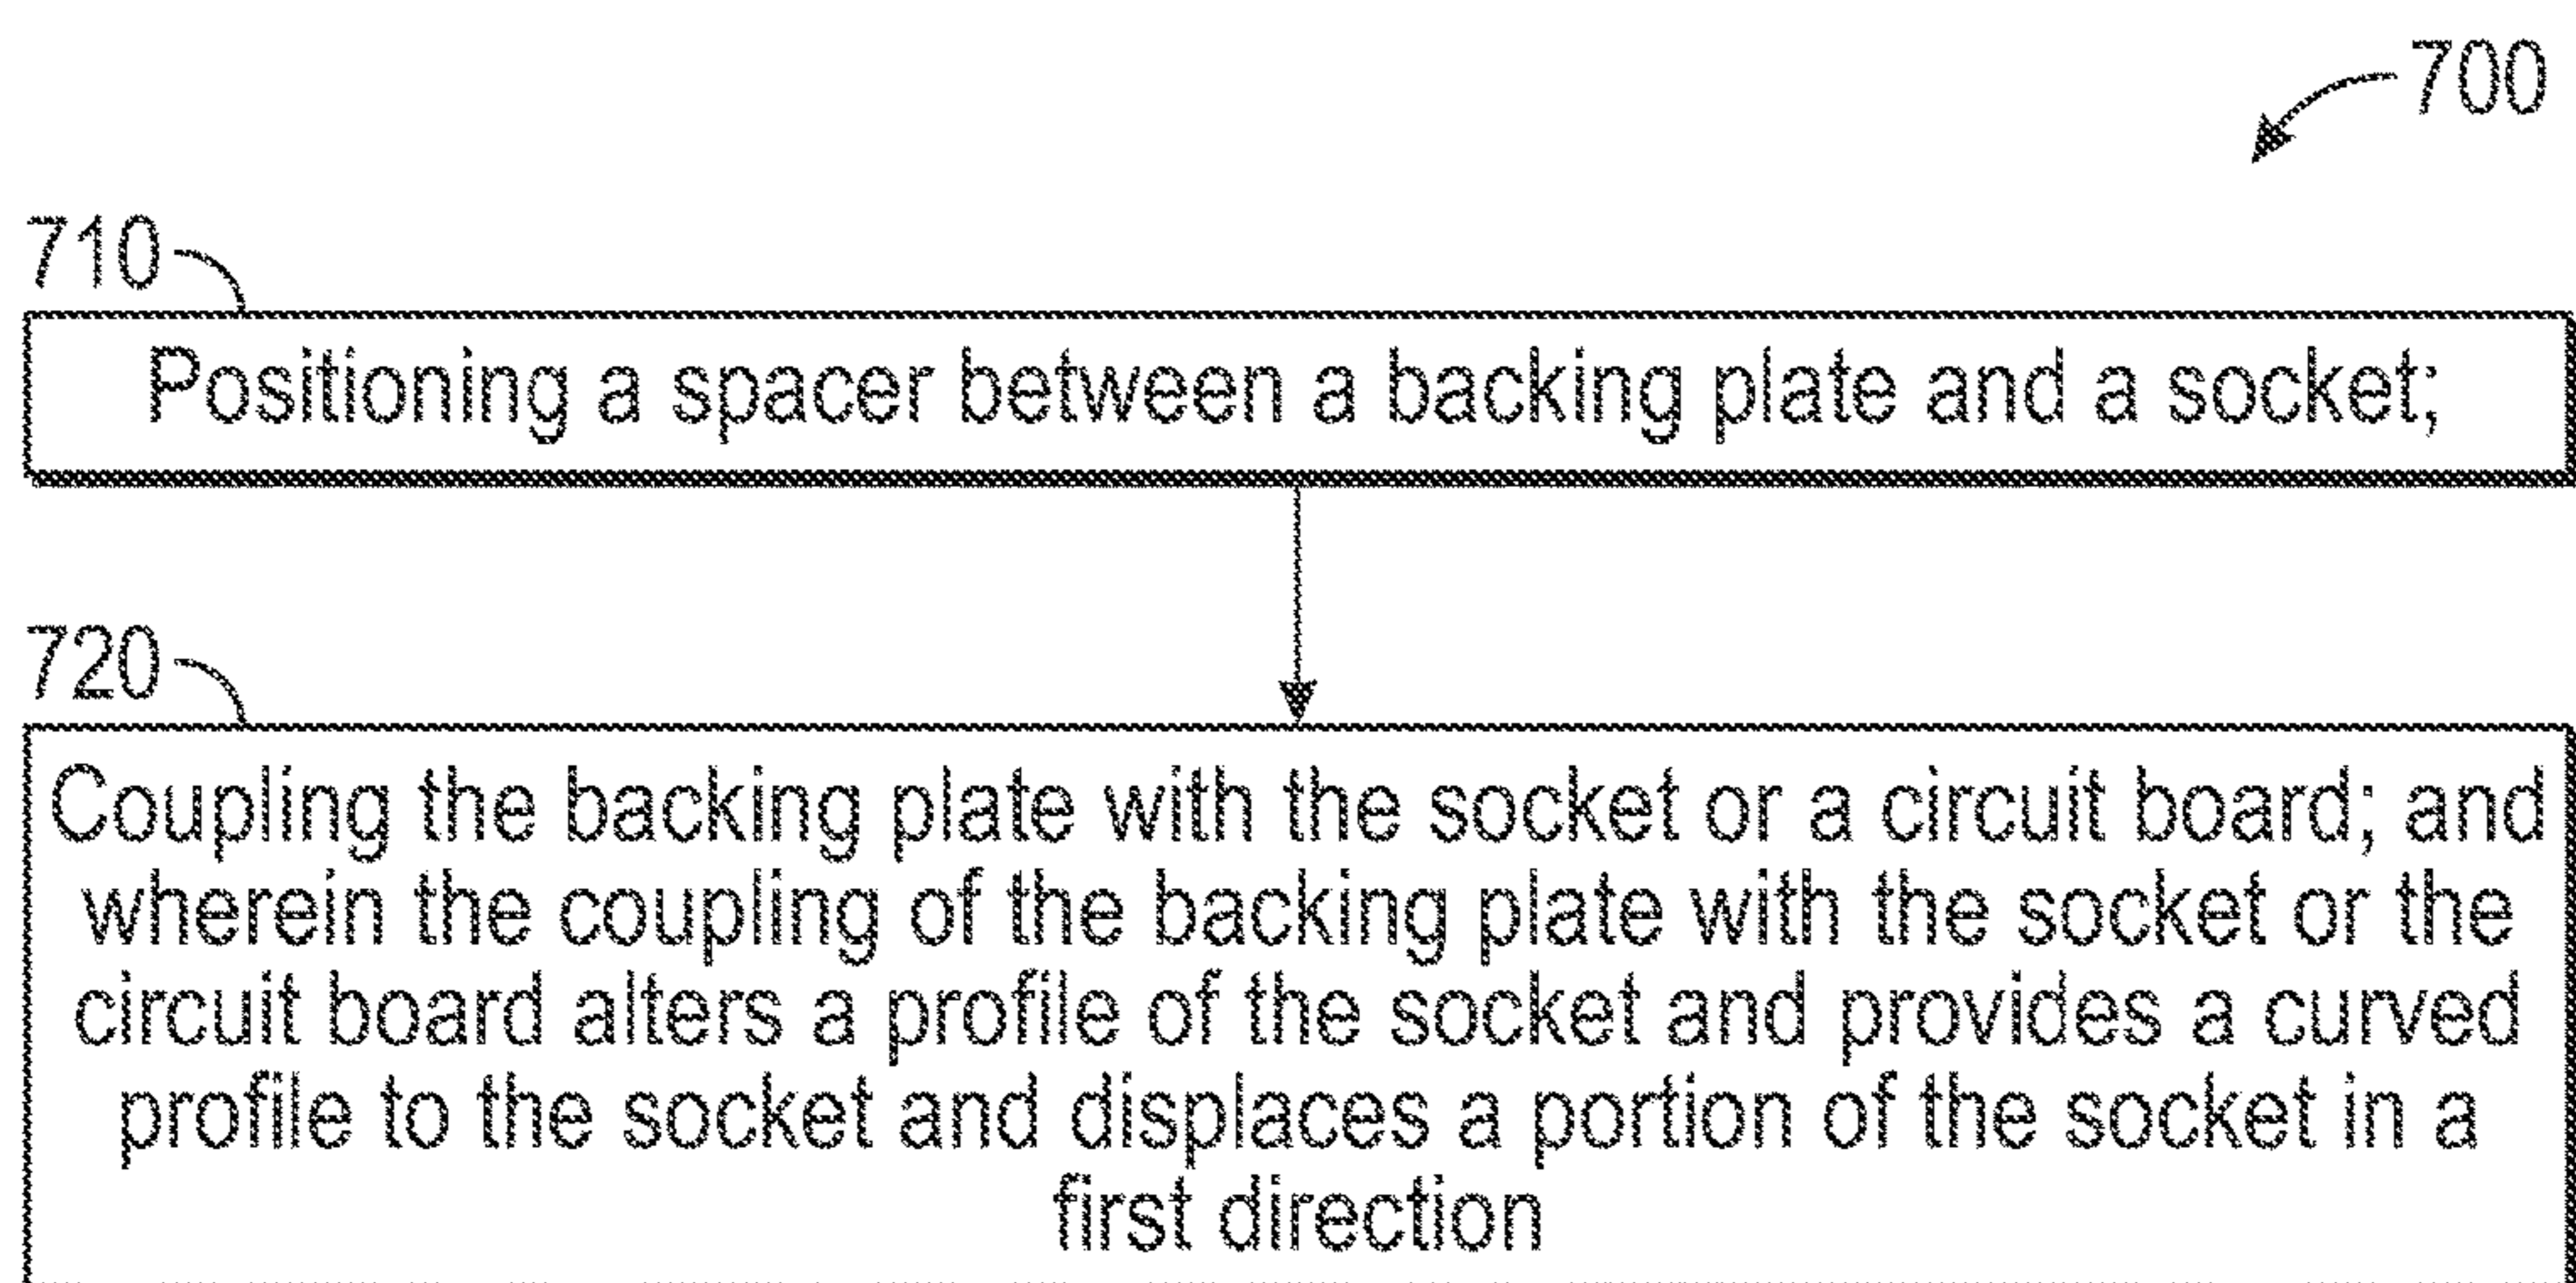 700
710
Positioning a spacer between a backing plate and a socket;
720
Coupling the backing plate with the socket or a circuit board; and
wherein the coupling of the backing plate with the socket or the
circuit board alters a profile of the socket and provides a curved
profile to the socket and displaces a portion of the socket in a
first direction